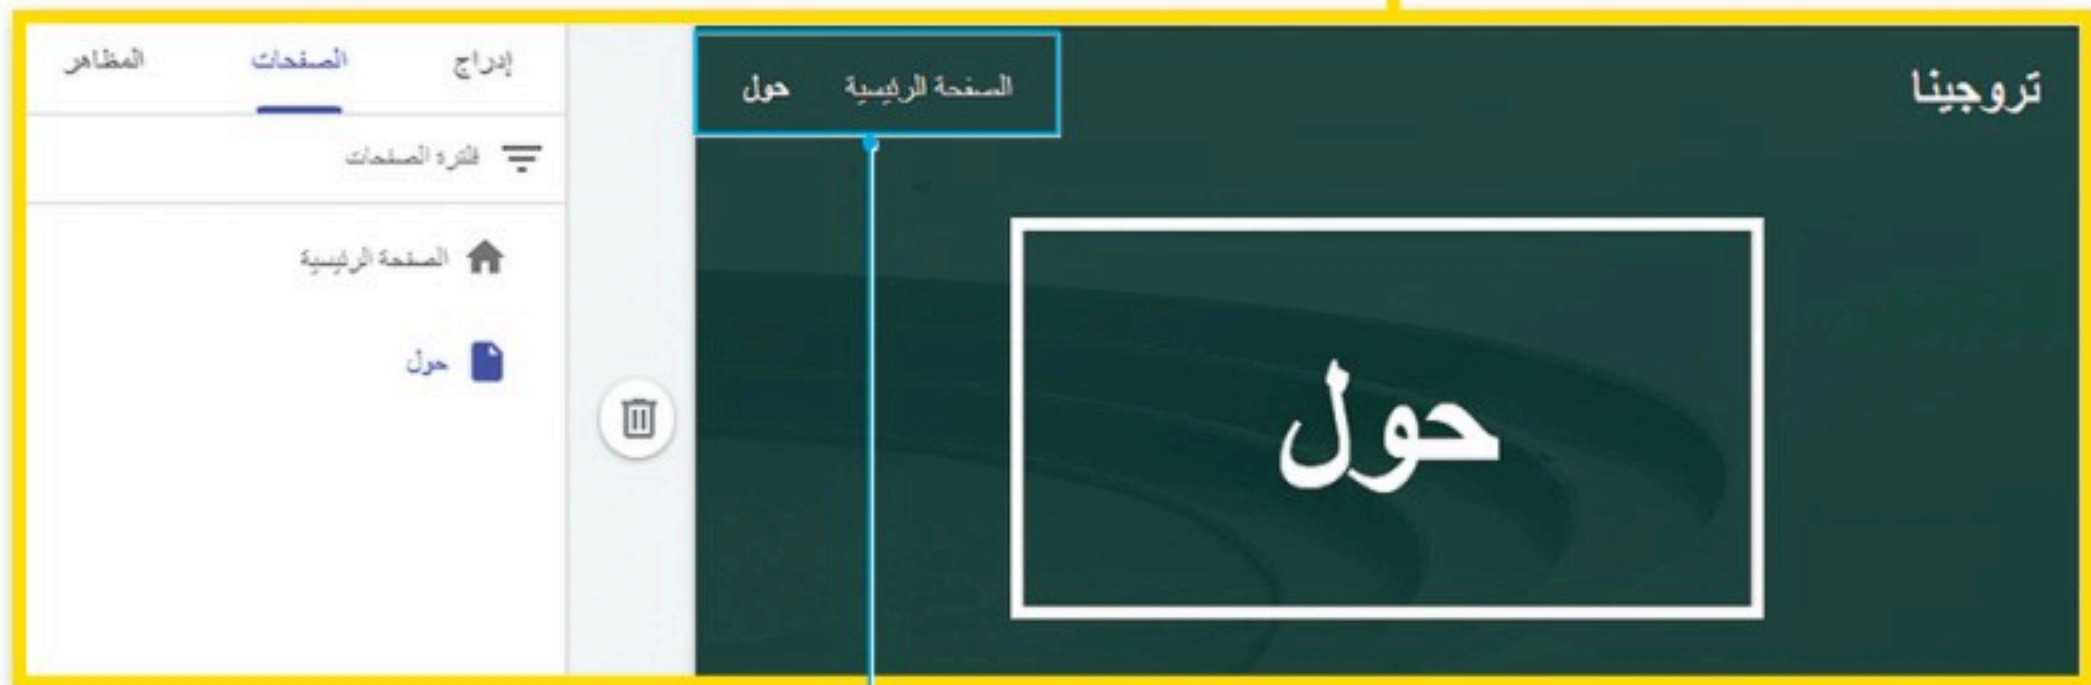 تروجينا
الصفحة الرئيسية حول
حول
إدراج الصفحات المظاهر
فلترة الصفحات
الصفحة الرئيسية
حول